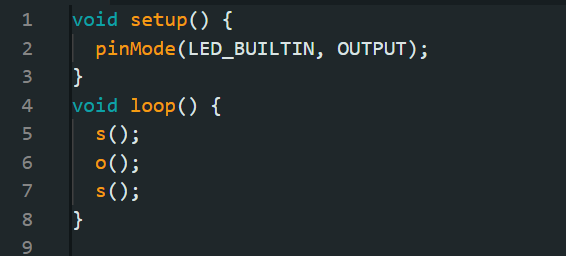 1 void setup() {
2   pinMode(LED_BUILTIN, OUTPUT);
3 }
4 void loop() {
5   s();
6   o();
7   s();
8 }
9